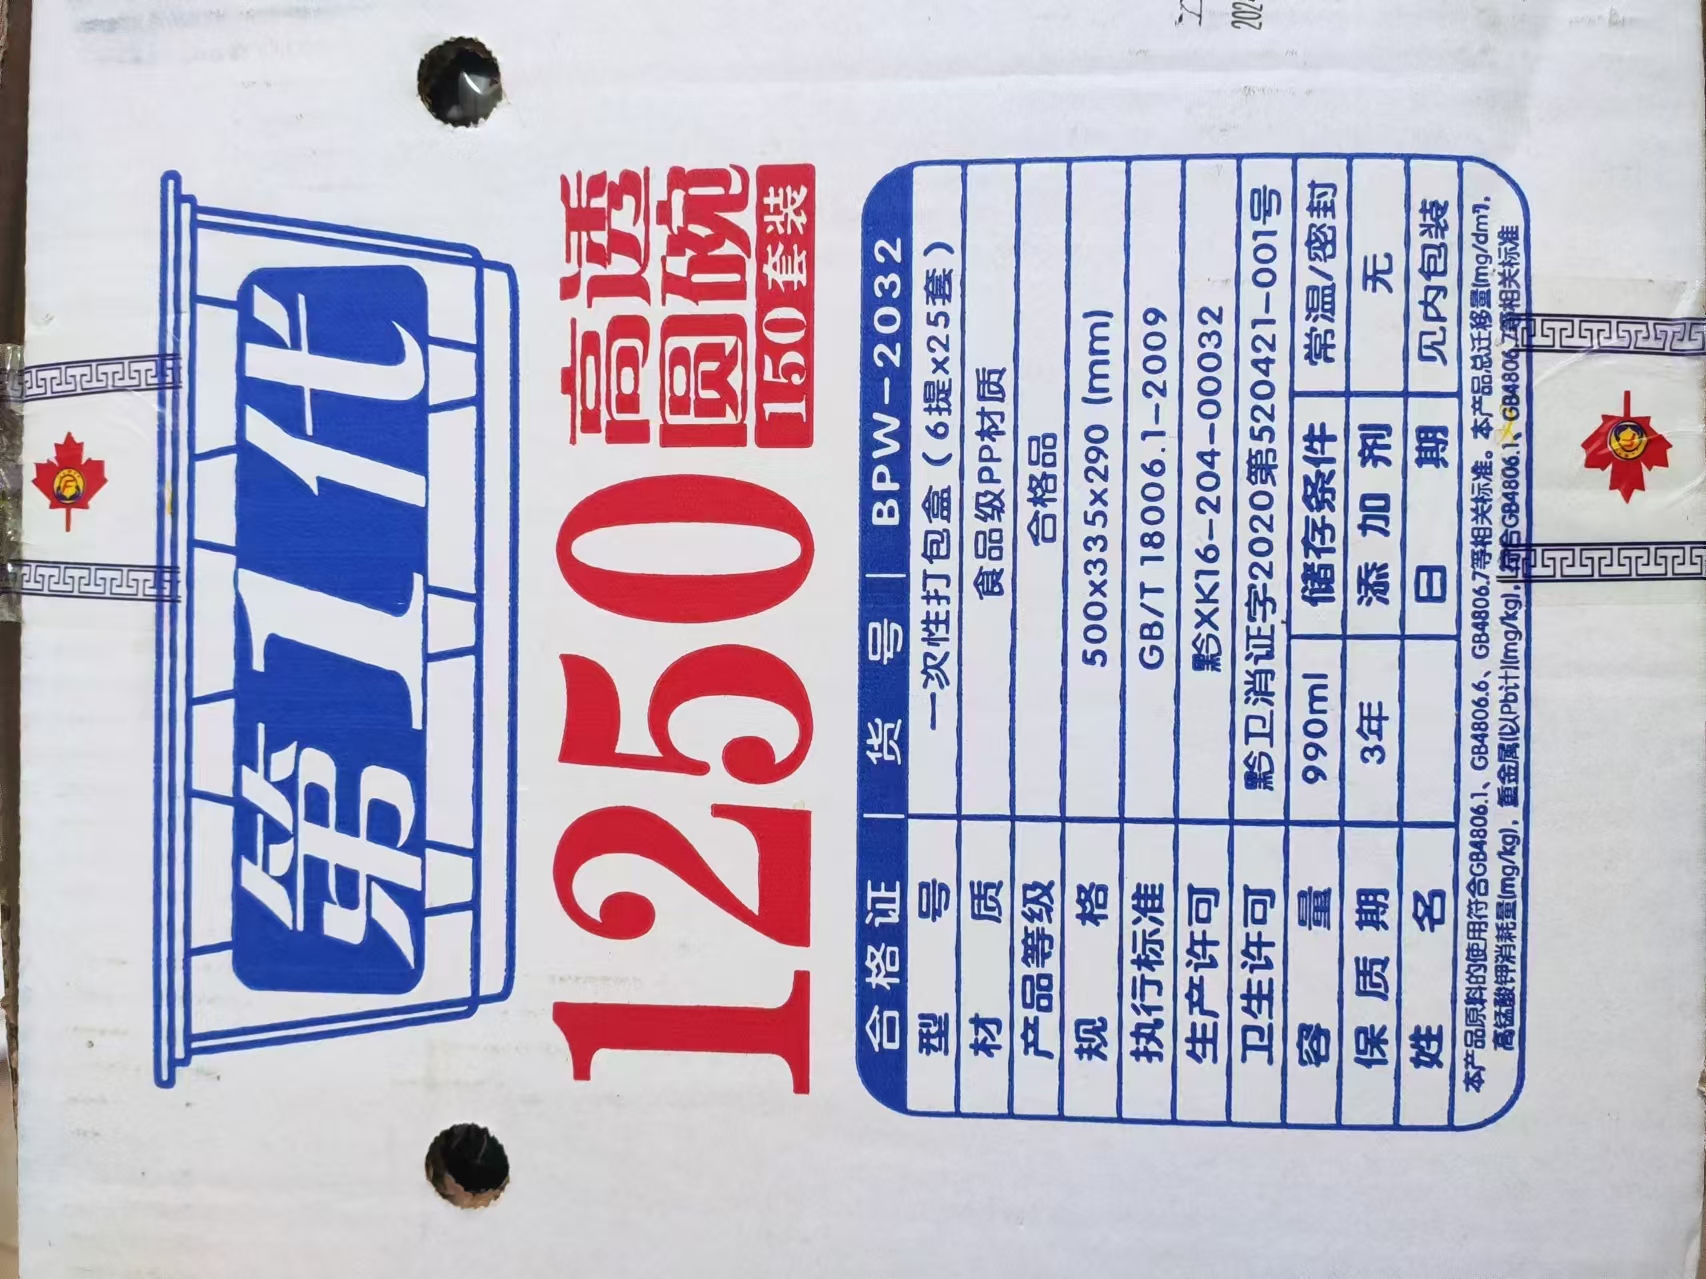 第1代
1250
高透
圆碗
150套装
合格证 | 货号 | BPW-2032
型号 一次性打包盒（6提x25套）
材质 食品级PP材质
产品等级 合格品
规格 500x335x290 (mm)
执行标准 GB/T 18006.1-2009
生产许可 黔XK16-204-00032
卫生许可 黔卫消证字2020第520421-001号
容量 990ml 储存条件 常温/密封
保质期 3年 添加剂 无
姓名 日期 见内包装
本产品原料的使用符合GB4806.1、GB4806.6、GB4806.7等相关标准。本产品总迁移量(mg/dm²),
高锰酸钾消耗量(mg/kg)，重金属(以Pb计)(mg/kg)，符合GB4806.1、GB4806.7等相关标准